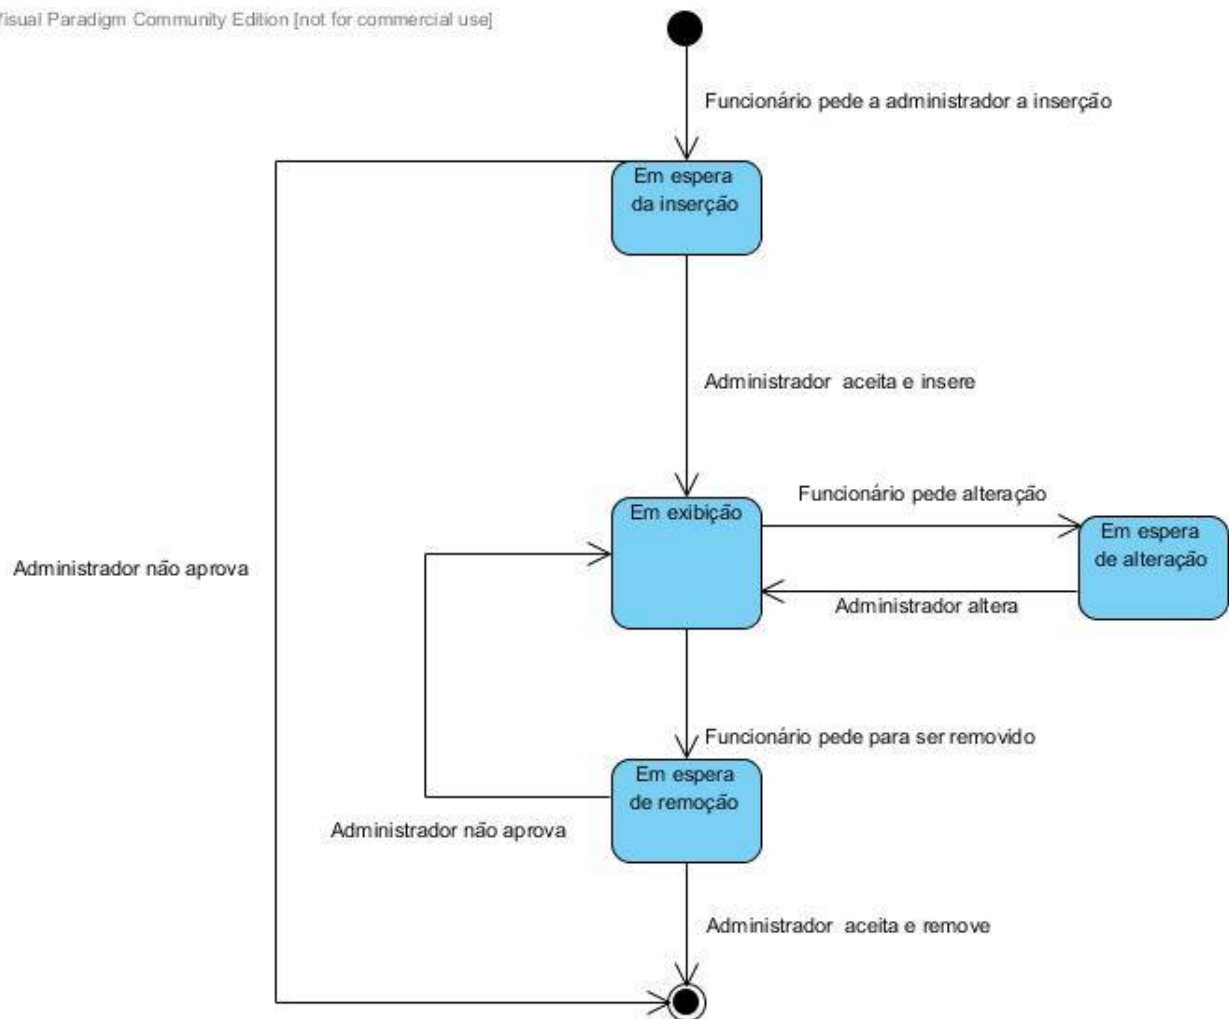 Visual Paradigm Community Edition [not for commercial use]
Funcionário pede a administrador a inserção
Em espera
da inserção
Administrador aceita e insere
Funcionário pede alteração
Em exibição
Em espera
de alteração
Administrador não aprova
Administrador altera
Funcionário pede para ser removido
Em espera
de remoção
Administrador não aprova
Administrador aceita e remove